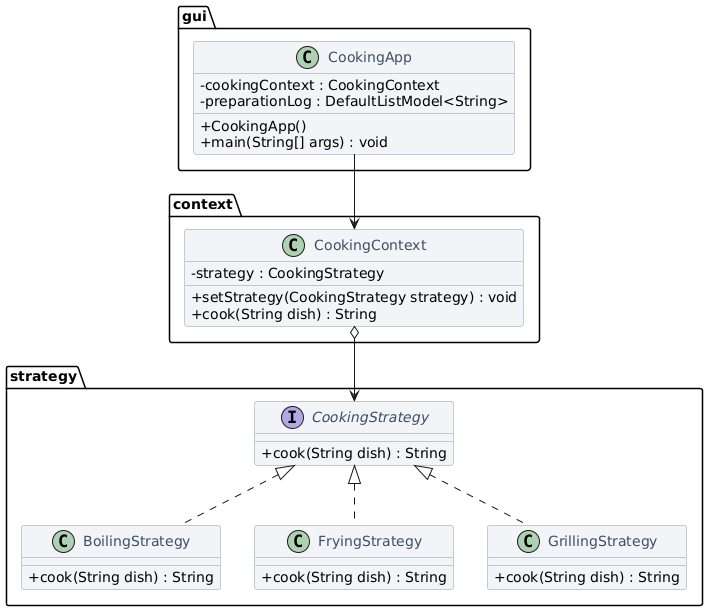 gui
C CookingApp
-cookingContext : CookingContext
-preparationLog : DefaultListModel<String>
+CookingApp()
+main(String[] args) : void
context
C CookingContext
-strategy : CookingStrategy
+setStrategy(CookingStrategy strategy) : void
+cook(String dish) : String
strategy
I CookingStrategy
+cook(String dish) : String
C BoilingStrategy
+cook(String dish) : String
C FryingStrategy
+cook(String dish) : String
C GrillingStrategy
+cook(String dish) : String